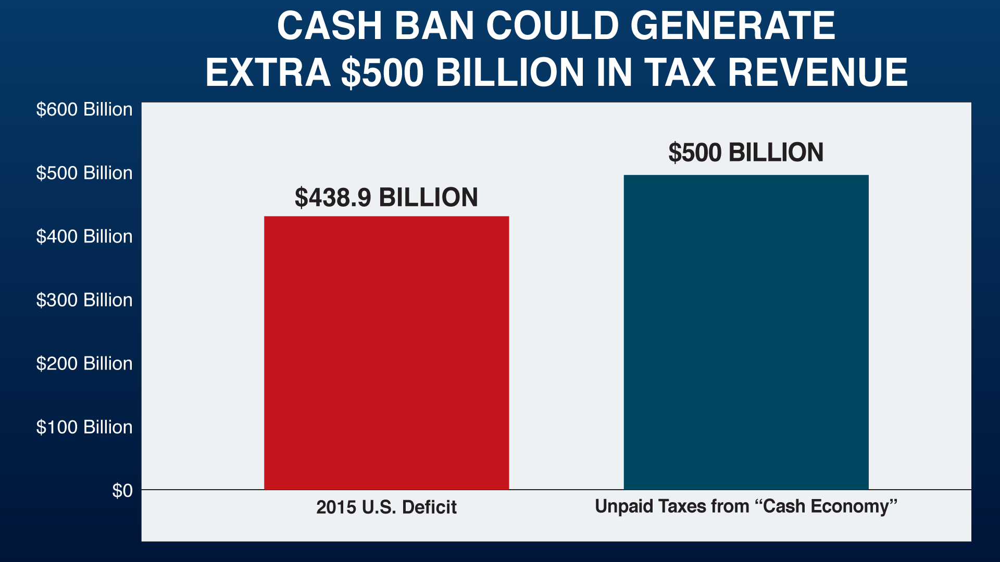 CASH BAN COULD GENERATE
EXTRA $500 BILLION IN TAX REVENUE
$600 Billion
$500 Billion
$400 Billion
$300 Billion
$200 Billion
$100 Billion
$0
$438.9 BILLION
$500 BILLION
2015 U.S. Deficit
Unpaid Taxes from “Cash Economy”